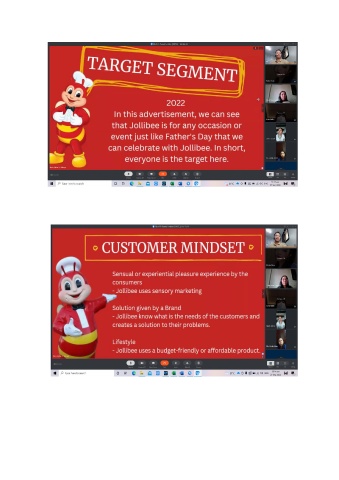 TARGET SEGMENT
2022
In this advertisement, we can see
that Jollibee is for any occasion or
event just like Father's Day that we
can celebrate with Jollibee. In short,
everyone is the target here.
CUSTOMER MINDSET
Sensual or experiential pleasure experience by the
consumers
- Jollibee uses sensory marketing
Solution given by a Brand
- Jollibee know what is the needs of the customers and
creates a solution to their problems.
Lifestyle
- Jollibee uses a budget-friendly or affordable product.